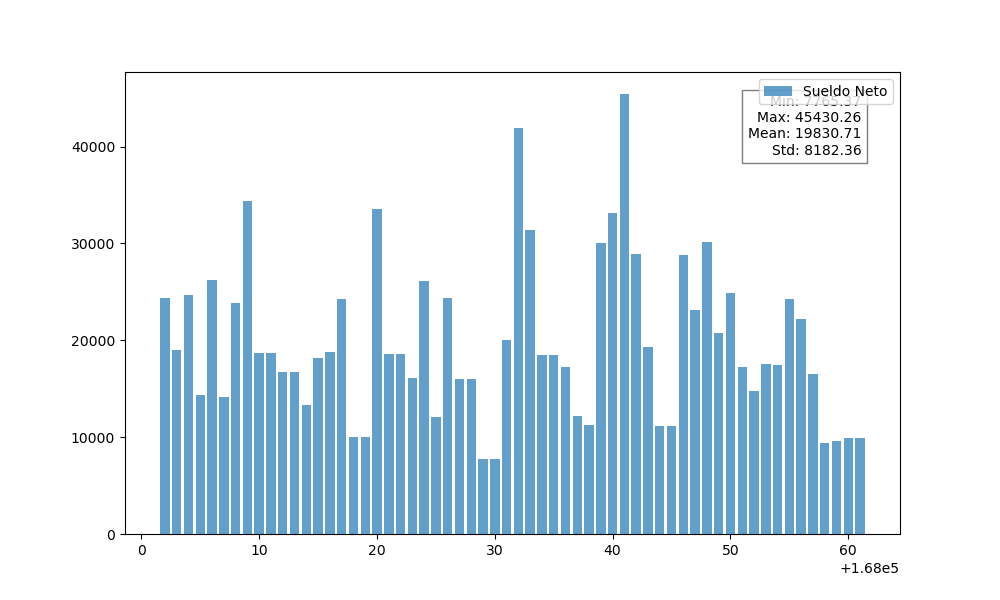 Sueldo Neto
Min: 7765.37
Max: 45430.26
Mean: 19830.71
Std: 8182.36
40000
30000
20000
10000
0
0 10 20 30 40 50 60
+1.68e5